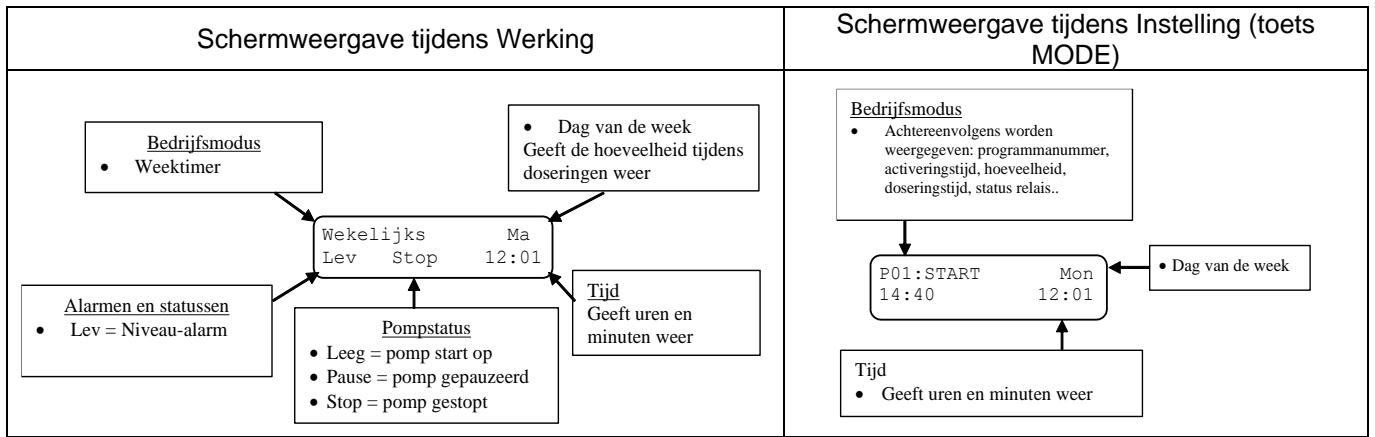 Schermweergave tijdens Werking
Schermweergave tijdens Instelling (toets
MODE)
Bedrijfsmodus
• Weektimer
• Dag van de week
Geeft de hoeveelheid tijdens
doseringen weer
Wekelijks Ma
Lev Stop 12:01
Alarmen en statussen
• Lev = Niveau-alarm
Pompstatus
• Leeg = pomp start op
• Pause = pomp gepauzeerd
• Stop = pomp gestopt
Tijd
Geeft uren en
minuten weer
Bedrijfsmodus
• Achtereenvolgens worden
weergegeven: programmanummer,
activeringstijd, hoeveelheid,
doseringstijd, status relais..
P01:START Mon
14:40 12:01
• Dag van de week
Tijd
• Geeft uren en minuten weer